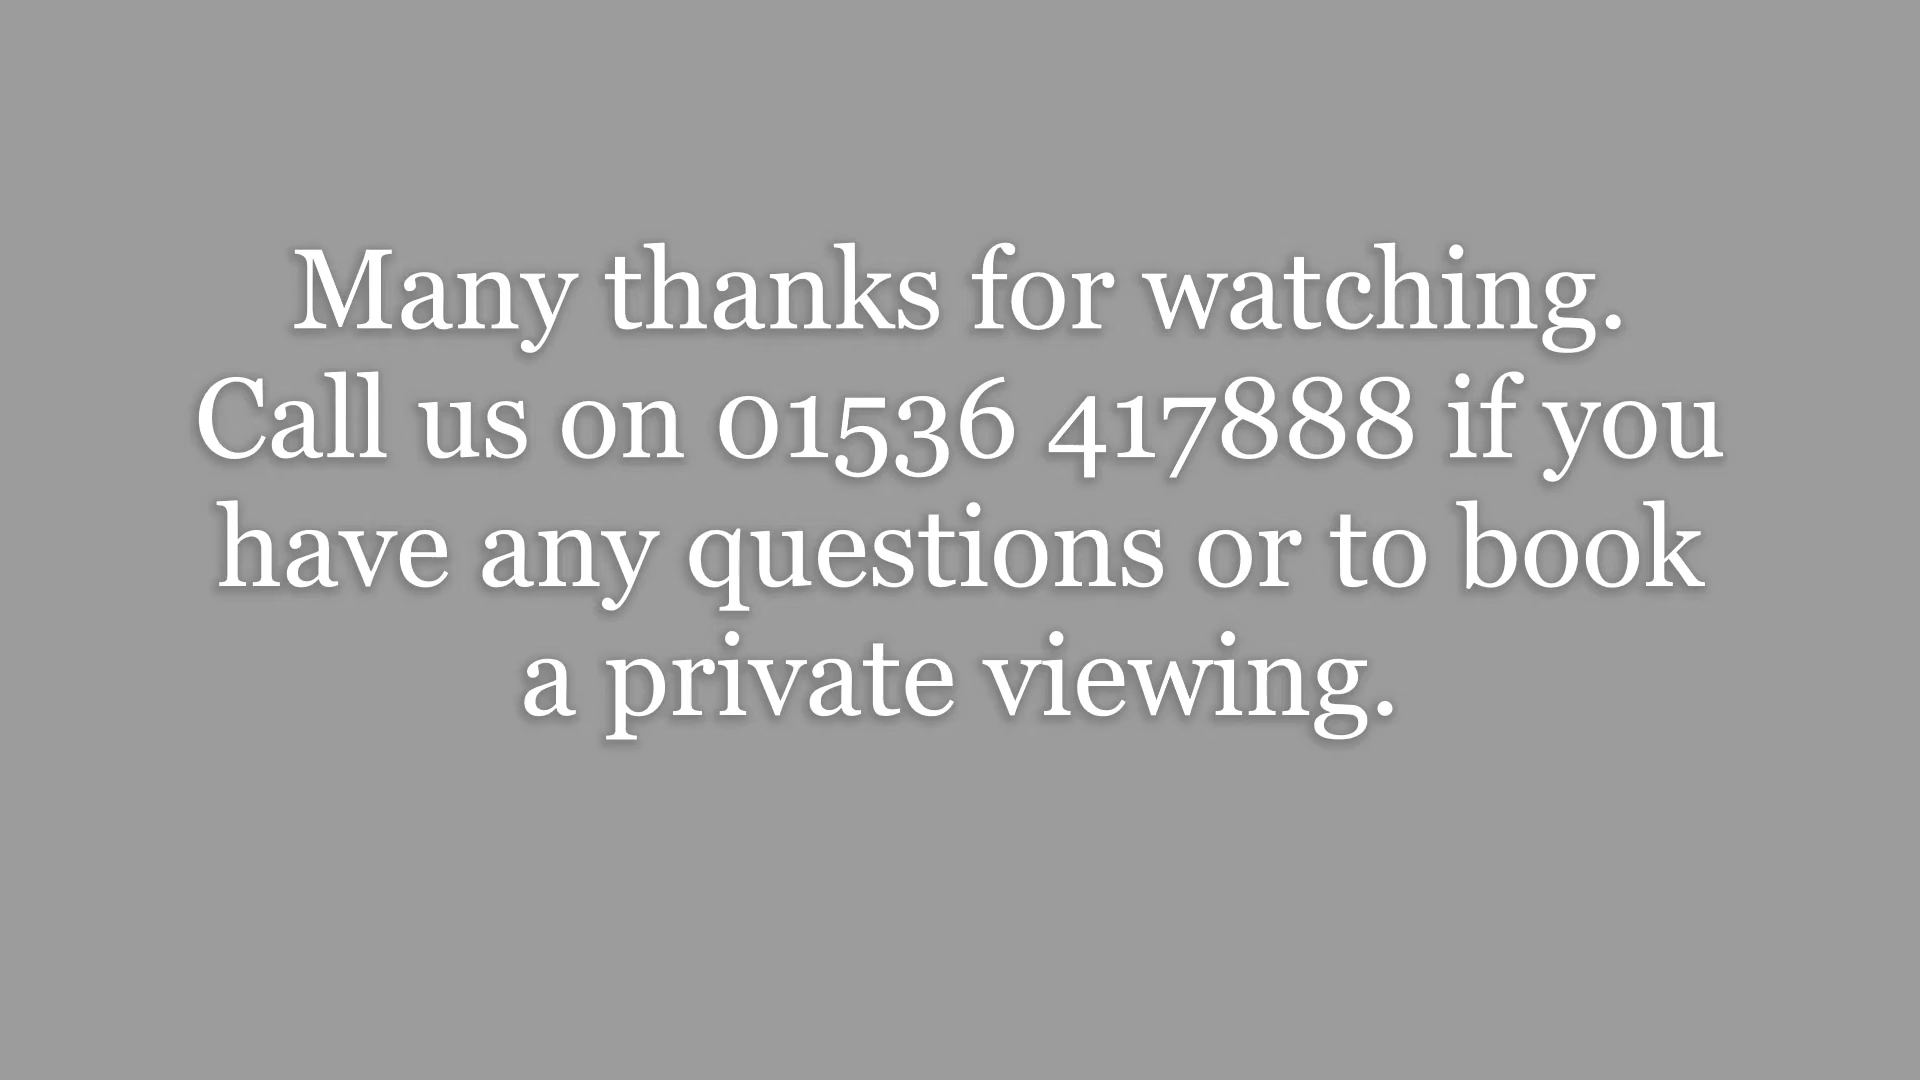 Many thanks for watching.
Call us on 01536 417888 if you
have any questions or to book
a private viewing.